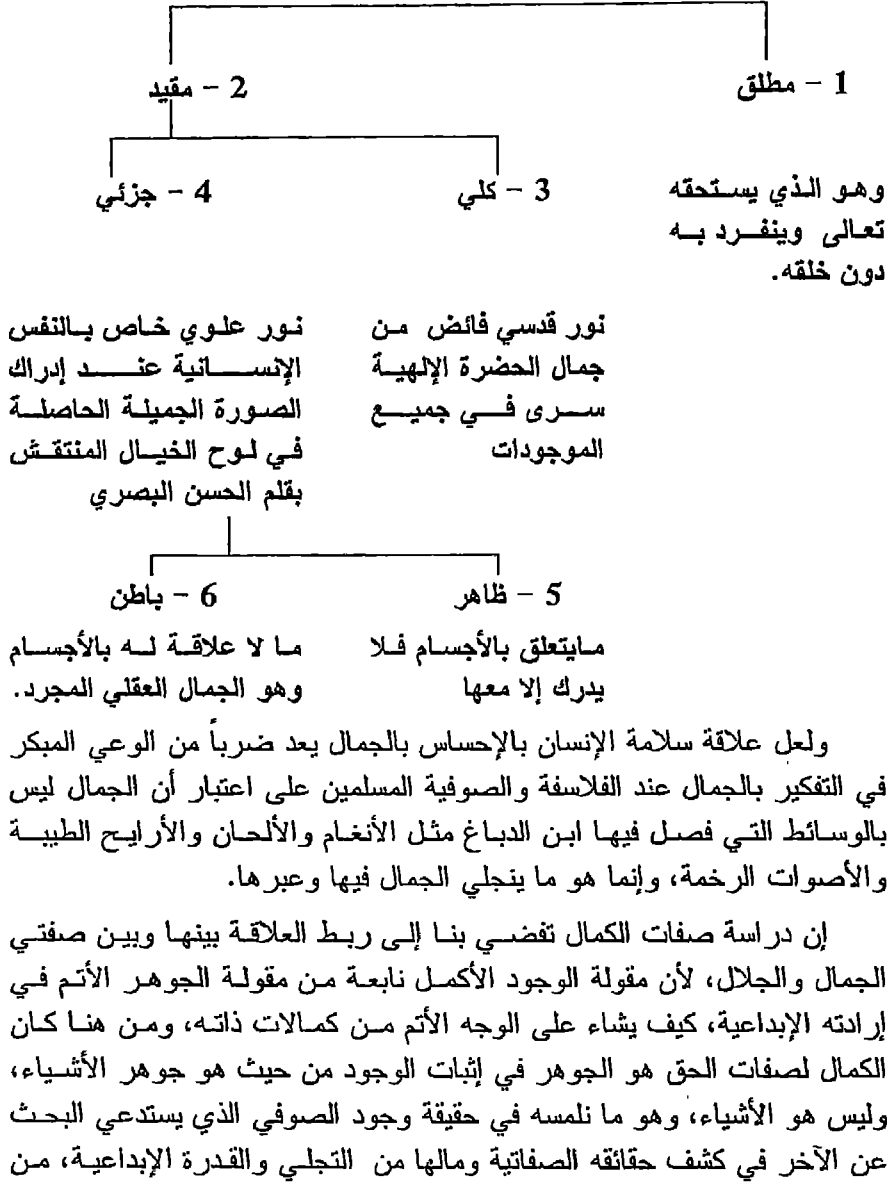 1 - مطلق
2 - مقيد
وهو الذي يستحقه
تعالى وينفرد به
دون خلقه.
3 - كلي
4 - جزئي
نور قدسي فائض من
جمال الحضرة الإلهية
سرى في جميع
الموجودات
نور علوي خاص بالنفس
الإنسانية عند إدراك
الصورة الجميلة الحاصلة
في لوح الخيال المنتقش
بقلم الحسن البصري
5 - ظاهر
6 - باطن
مايتعلق بالأجسام فلا
يدرك إلا معها
ما لا علاقة له بالأجسام
وهو الجمال العقلي المجرد.
ولعل علاقة سلامة الإنسان بالإحساس بالجمال يعد ضرباً من الوعي المبكر
في التفكير بالجمال عند الفلاسفة والصوفية المسلمين على اعتبار أن الجمال ليس
بالوسائط التي فصل فيها ابن الدباغ مثل الأنغام والألحان والأرايح الطيبة
والأصوات الرخمة، وإنما هو ما ينجلي الجمال فيها وعبرها.
إن دراسة صفات الكمال تفضي بنا إلى ربط العلاقة بينها وبين صفتي
الجمال والجلال، لأن مقولة الوجود الأكمل نابعة من مقولة الجوهر الأتم في
إرادته الإبداعية، كيف يشاء على الوجه الأتم من كمالات ذاته، ومن هنا كان
الكمال لصفات الحق هو الجوهر في إثبات الوجود من حيث هو جوهر الأشياء،
وليس هو الأشياء، وهو ما نلمسه في حقيقة وجود الصوفي الذي يستدعي البحث
عن الآخر في كشف حقائقه الصفاتية ومالها من التجلي والقدرة الإبداعية، من